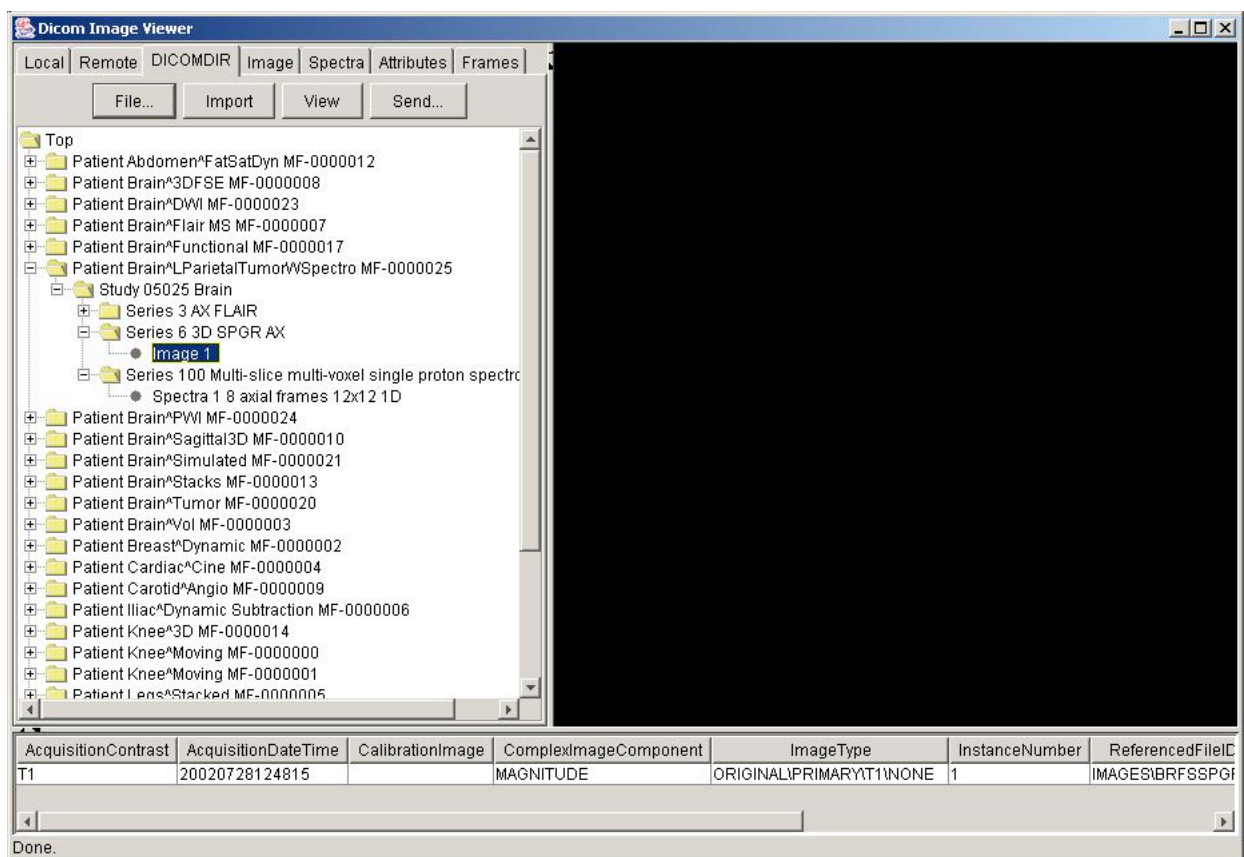 Dicom Image Viewer
Local Remote DICOMDIR Image Spectra Attributes Frames
File... Import View Send...
Top
Patient Abdomen^FatSatDyn MF-0000012
Patient Brain^3DFSE MF-0000008
Patient Brain^DWI MF-0000023
Patient Brain^Flair MS MF-0000007
Patient Brain^Functional MF-0000017
Patient Brain^LParietalTumorWSpectro MF-0000025
Study 05025 Brain
Series 3 AX FLAIR
Series 6 3D SPGR AX
Image 1
Series 100 Multi-slice multi-voxel single proton spectro
Spectra 1 8 axial frames 12x12 1D
Patient Brain^PWI MF-0000024
Patient Brain^Sagittal3D MF-0000010
Patient Brain^Simulated MF-0000021
Patient Brain^Stacks MF-0000013
Patient Brain^Tumor MF-0000020
Patient Brain^Vol MF-0000003
Patient Breast^Dynamic MF-0000002
Patient Cardiac^Cine MF-0000004
Patient Carotid^Angio MF-0000009
Patient Iliac^Dynamic Subtraction MF-0000006
Patient Knee^3D MF-0000014
Patient Knee^Moving MF-0000000
Patient Knee^Moving MF-0000001
Patient Legs^Stacked MF-0000005
AcquisitionContrast AcquisitionDateTime CalibrationImage ComplexImageComponent ImageType InstanceNumber ReferencedFileID
T1 20020728124815 MAGNITUDE ORIGINAL\PRIMARY\T1\NONE 1 IMAGES\BRFSSPGR
Done.